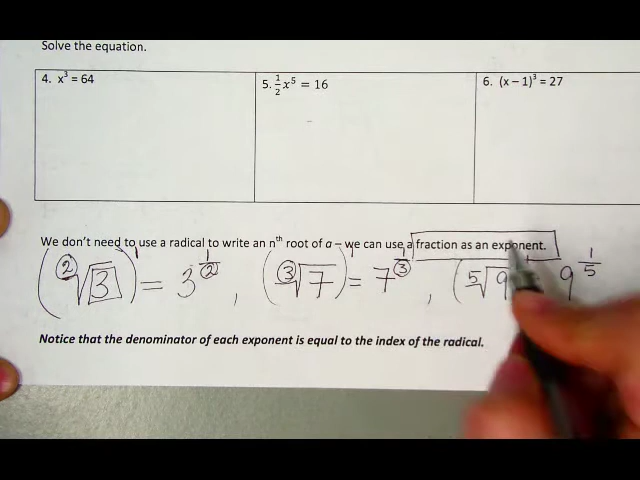 Solve the equation.
4. x³ = 64
5. ½x⁵ = 16
6. (x – 1)³ = 27
We don't need to use a radical to write an nᵗʰ root of a – we can use a fraction as an exponent.
(²√3)¹ = 3^(1/2) , (³√7)¹ = 7^(1/3) , (⁵√9 9^(1/5)
Notice that the denominator of each exponent is equal to the index of the radical.